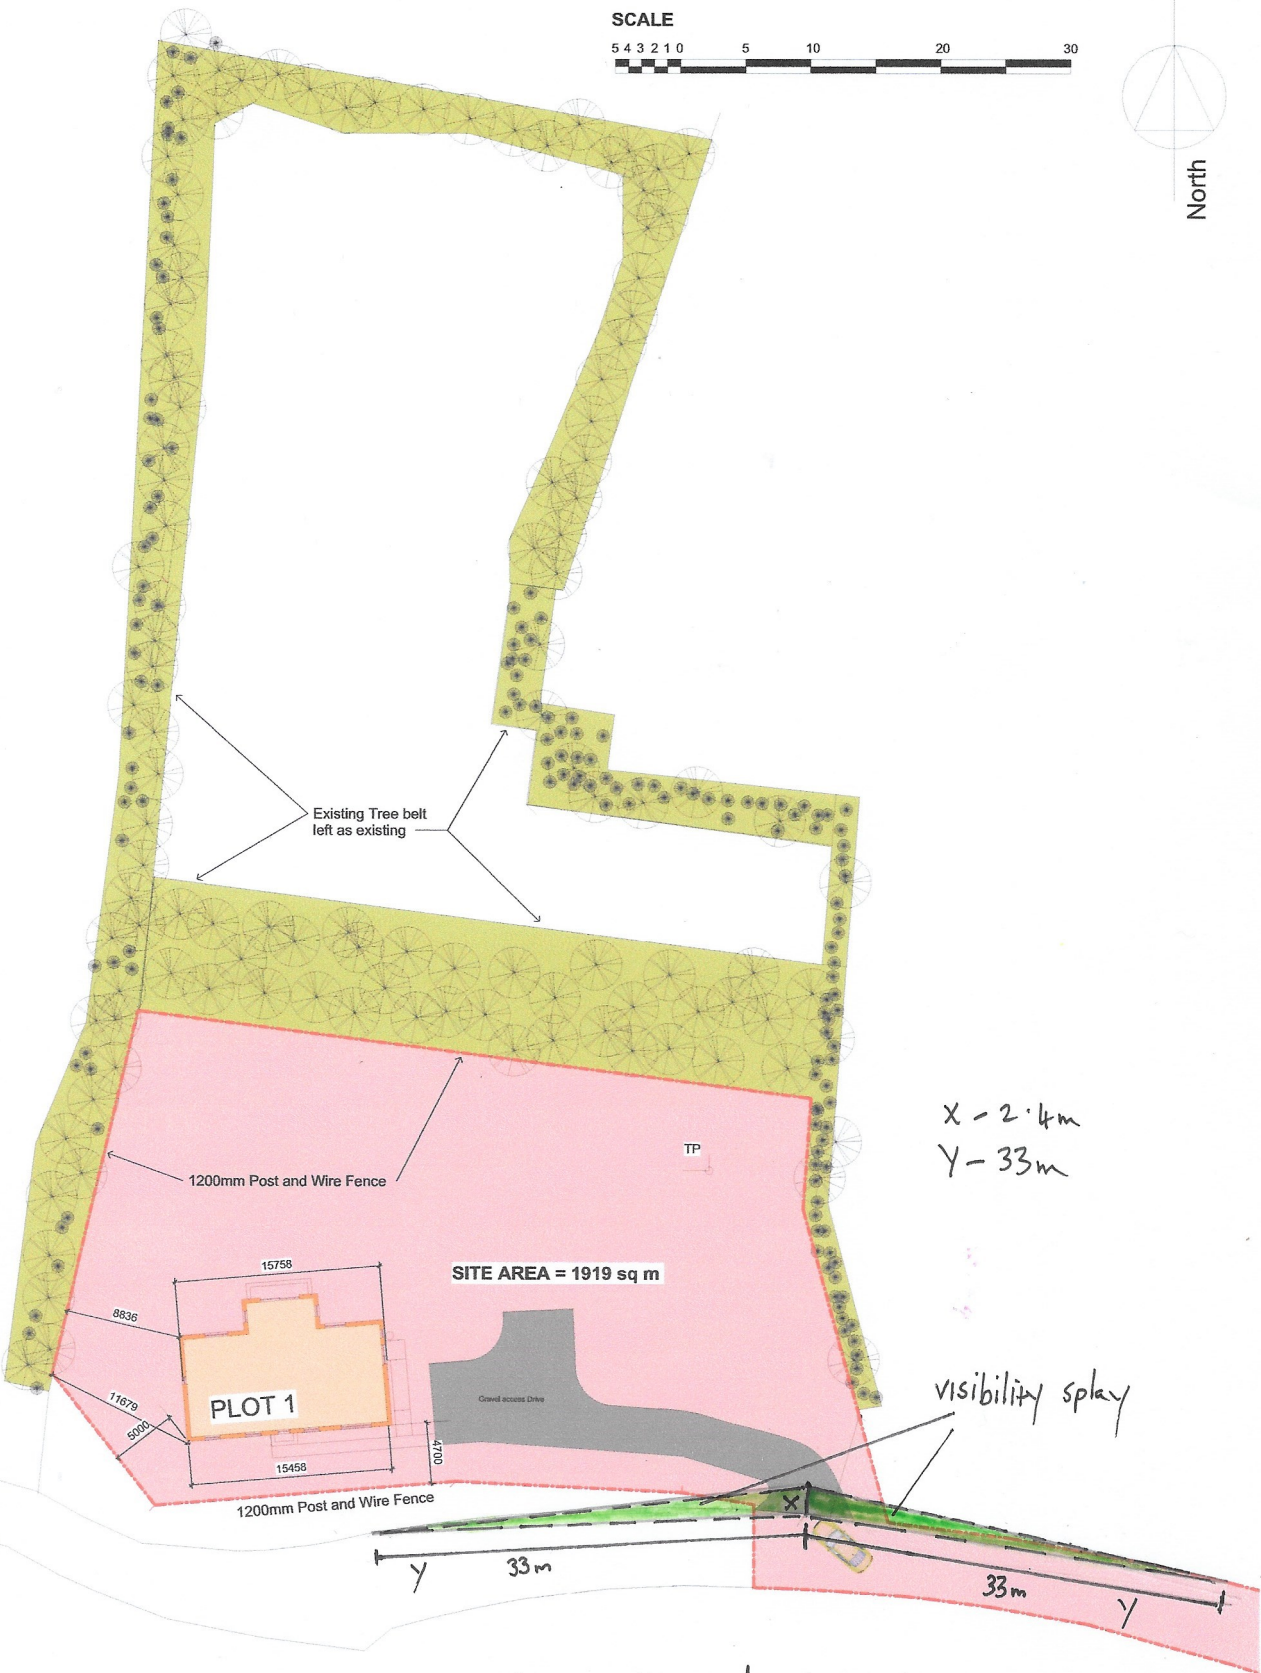 SCALE
5 4 3 2 1 0 5 10 20 30
North
Existing Tree belt
left as existing
X - 2.4m
Y - 33m
TP
1200mm Post and Wire Fence
15758
SITE AREA = 1919 sq m
8836
Gravel access Drive
visibility splay
11679
PLOT 1
5000
4700
15458
1200mm Post and Wire Fence
X
33m
Y
33m
Y